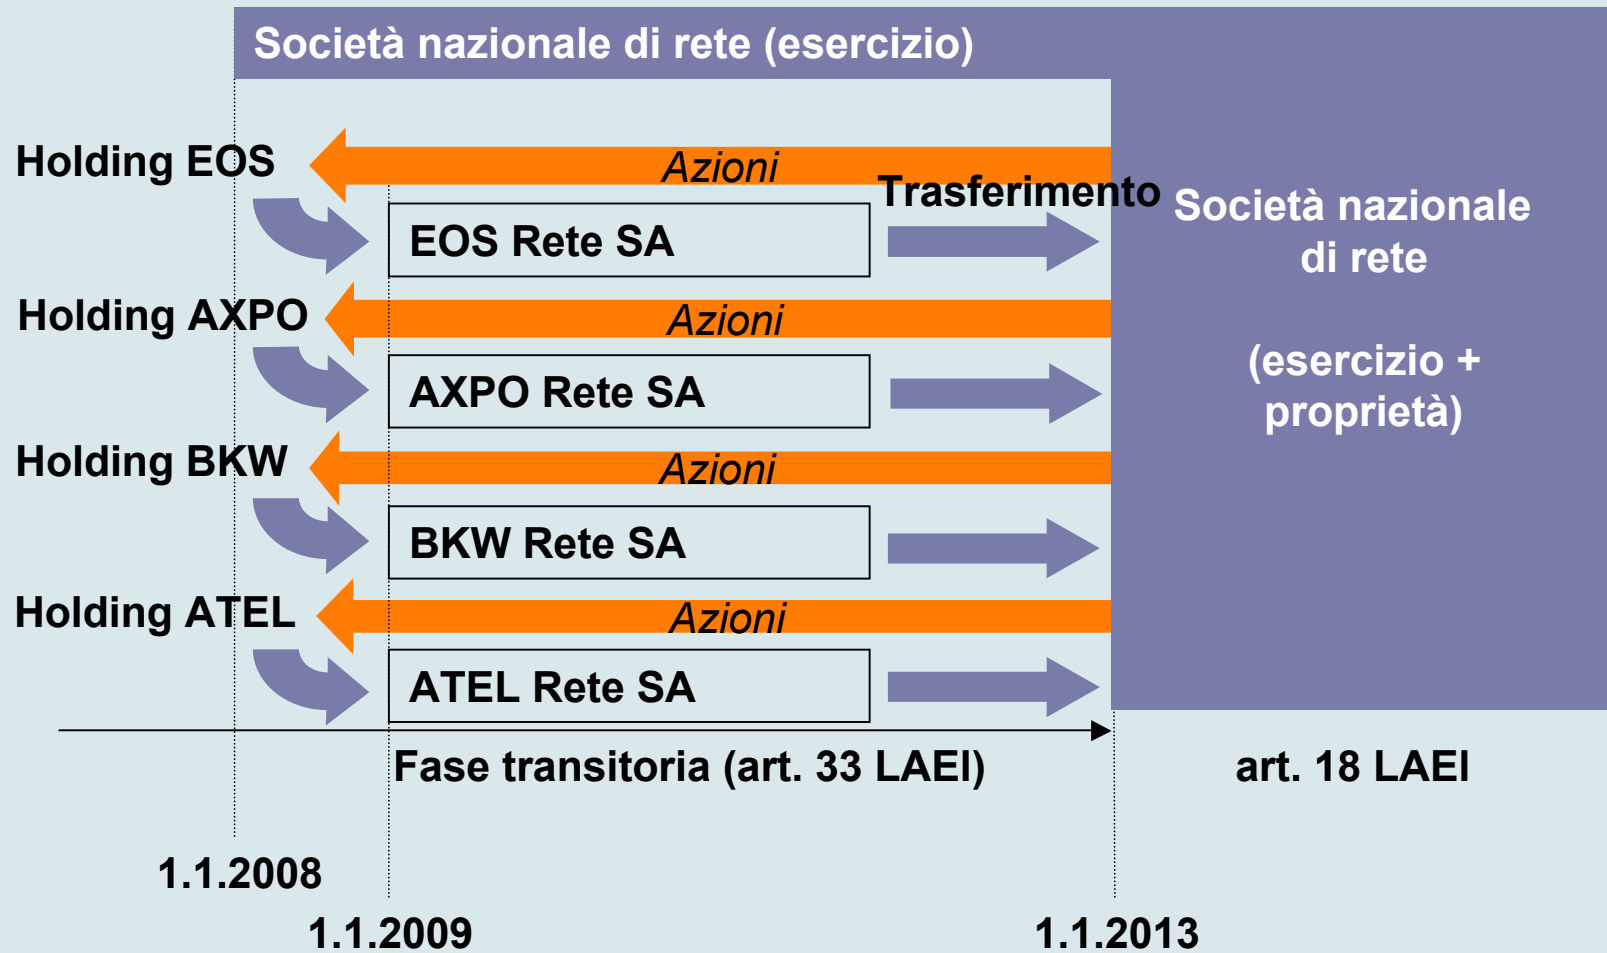 Società nazionale di rete (esercizio)
Holding EOS
Azioni
Trasferimento
EOS Rete SA
Holding AXPO
Azioni
AXPO Rete SA
Holding BKW
Azioni
BKW Rete SA
Holding ATEL
Azioni
ATEL Rete SA
Società nazionale
di rete
(esercizio +
proprietà)
Fase transitoria (art. 33 LAEl)
art. 18 LAEl
1.1.2008
1.1.2009
1.1.2013